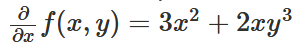 ∂/∂x f(x, y) = 3x² + 2xy³